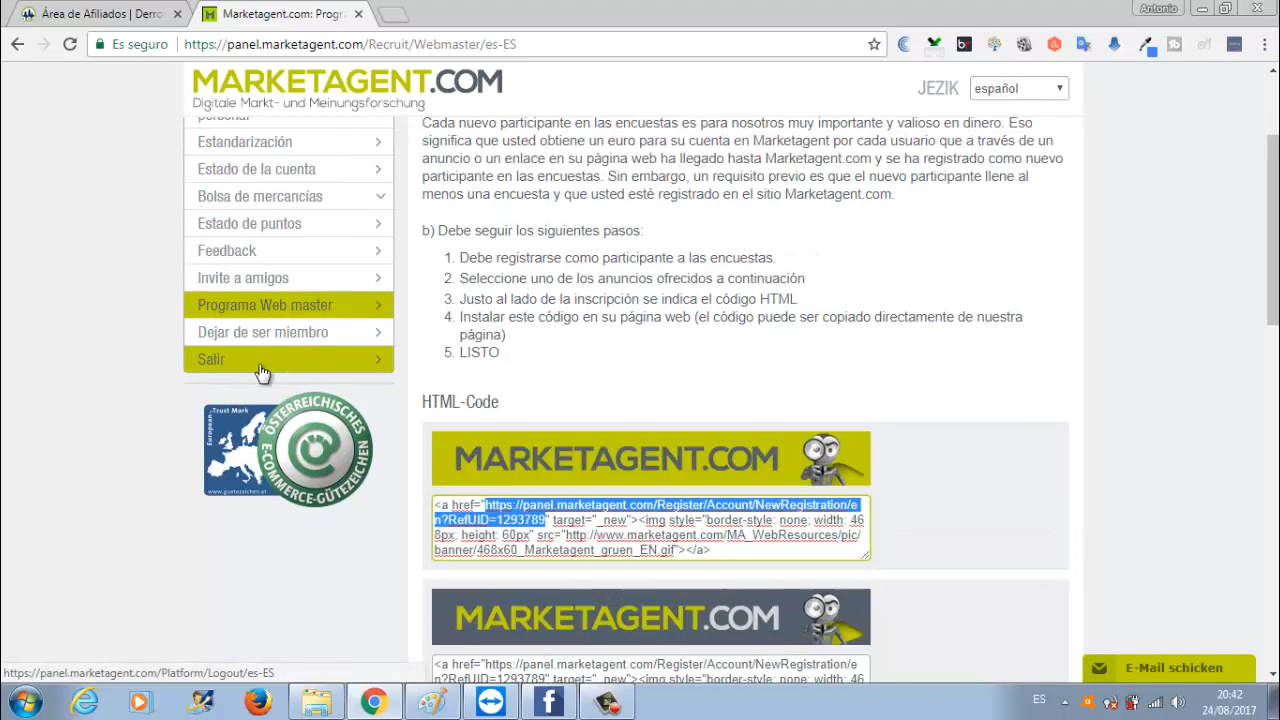 Área de Afiliados | Derro
Marketagent.com: Progr
Antonio
Es seguro
https://panel.marketagent.com/Recruit/Webmaster/es-ES
MARKETAGENT.COM
Digitale Markt- und Meinungsforschung
JEZIK
español
personal
Estandarización
Estado de la cuenta
Bolsa de mercancías
Estado de puntos
Feedback
Invite a amigos
Programa Web master
Dejar de ser miembro
Salir
European Trust Mark
www.guetezeichen.at
ÖSTERREICHISCHES
E-COMMERCE-GÜTEZEICHEN
Cada nuevo participante en las encuestas es para nosotros muy importante y valioso en dinero. Eso
significa que usted obtiene un euro para su cuenta en Marketagent por cada usuario que a través de un
anuncio o un enlace en su página web ha llegado hasta Marketagent.com y se ha registrado como nuevo
participante en las encuestas. Sin embargo, un requisito previo es que el nuevo participante llene al
menos una encuesta y que usted esté registrado en el sitio Marketagent.com.
b) Debe seguir los siguientes pasos:
1. Debe registrarse como participante a las encuestas.
2. Seleccione uno de los anuncios ofrecidos a continuación
3. Justo al lado de la inscripción se indica el código HTML
4. Instalar este código en su página web (el código puede ser copiado directamente de nuestra
página)
5. LISTO
HTML-Code
MARKETAGENT.COM
<a href="https://panel.marketagent.com/Register/Account/NewRegistration/e
n?RefUID=1293789" target="_new"><img style="border-style: none; width: 46
8px; height: 60px" src="http://www.marketagent.com/MA_WebResources/pic/
banner/468x60_Marketagent_gruen_EN.gif"></a>
MARKETAGENT.COM
<a href="https://panel.marketagent.com/Register/Account/NewRegistration/e
n?RefUID=1293789" target="_new"><img style="border-style: none; width: 46
E-Mail schicken
https://panel.marketagent.com/Platform/Logout/es-ES
ES
20:42
24/08/2017